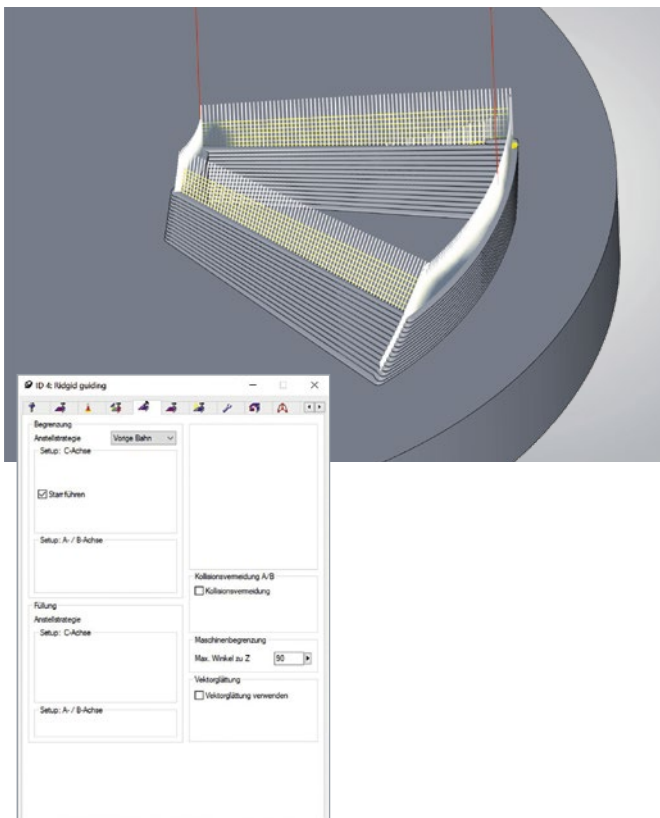 ID 4: Ridgid guiding
Begrenzung
Anstellstrategie Vorige Bahn
Setup: C-Achse
Starr führen
Setup: A- / B-Achse
Füllung
Anstellstrategie
Setup: C-Achse
Setup: A- / B-Achse
Kollisionsvermeidung A/B
Kollisionsvermeidung
Maschinenbegrenzung
Max. Winkel zu Z 90
Vektorglättung
Vektorglättung verwenden